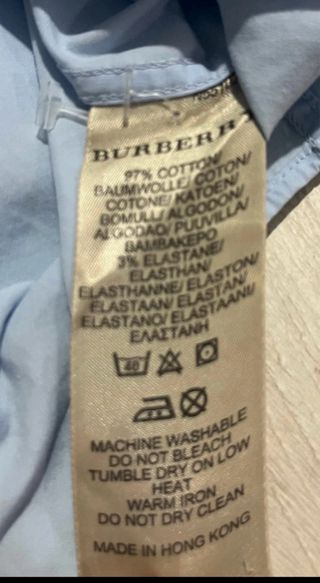 BURBERRY
97% COTTON/
BAUMWOLLE/ COTON/
COTONE/ KATOEN/
BOMULL/ ALGODON/
ALGODAO/ PUUVILLA/
BAMBAKEPO
3% ELASTANE/
ELASTHAN/
ELASTHANNE/ ELASTON/
ELASTAAN/ ELASTAN/
ELASTANO/ ELASTAANI/
ΕΛΑΣΤΑΝΗ
40
MACHINE WASHABLE
DO NOT BLEACH
TUMBLE DRY ON LOW
HEAT
WARM IRON
DO NOT DRY CLEAN
MADE IN HONG KONG